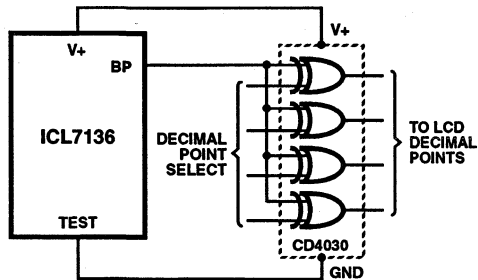 V+
V+
BP
ICL7136
DECIMAL
POINT
SELECT
TO LCD
DECIMAL
POINTS
TEST
CD4030
GND